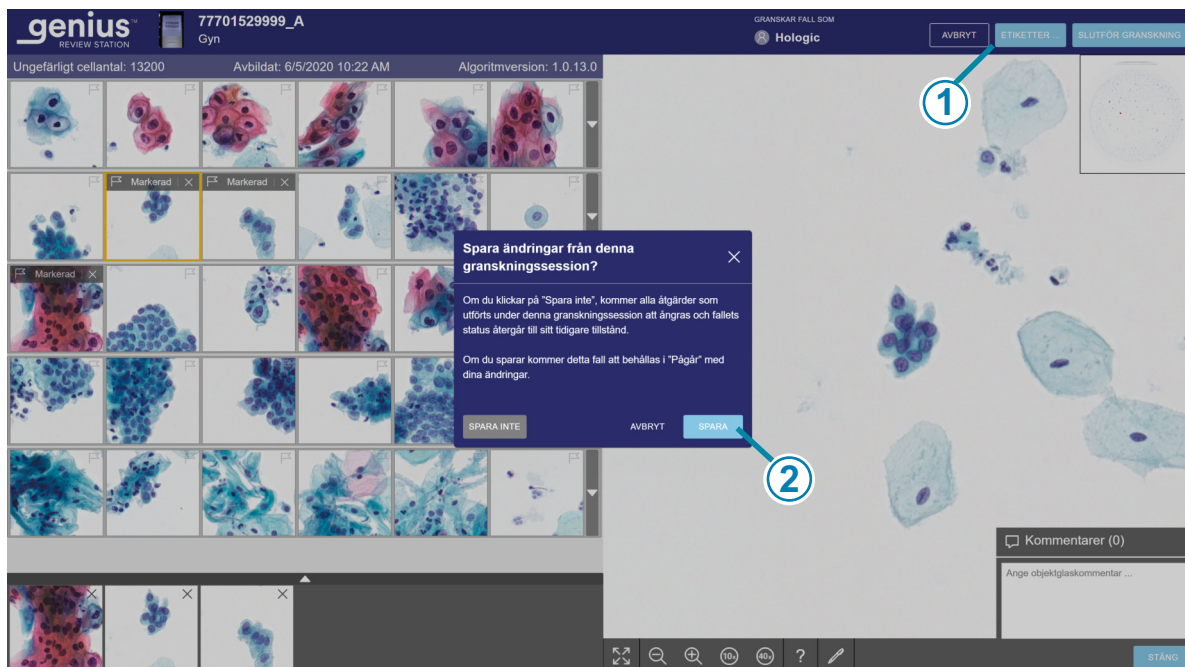 genius™
REVIEW STATION
77701529999_A
Gyn
GRANSKAR FALL SOM
Hologic
AVBRYT
ETIKETTER ...
SLUTFÖR GRANSKNING
Ungefärligt cellantal: 13200
Avbildat: 6/5/2020 10:22 AM
Algoritmversion: 1.0.13.0
1
Markerad
Markerad
Markerad
Spara ändringar från denna
granskningssession?
Om du klickar på "Spara inte", kommer alla åtgärder som
utförts under denna granskningssession att ångras och fallets
status återgår till sitt tidigare tillstånd.
Om du sparar kommer detta fall att behållas i "Pågår" med
dina ändringar.
SPARA INTE
AVBRYT
SPARA
2
Kommentarer (0)
Ange objektglaskommentar ...
10x
40x
?
STÄNG